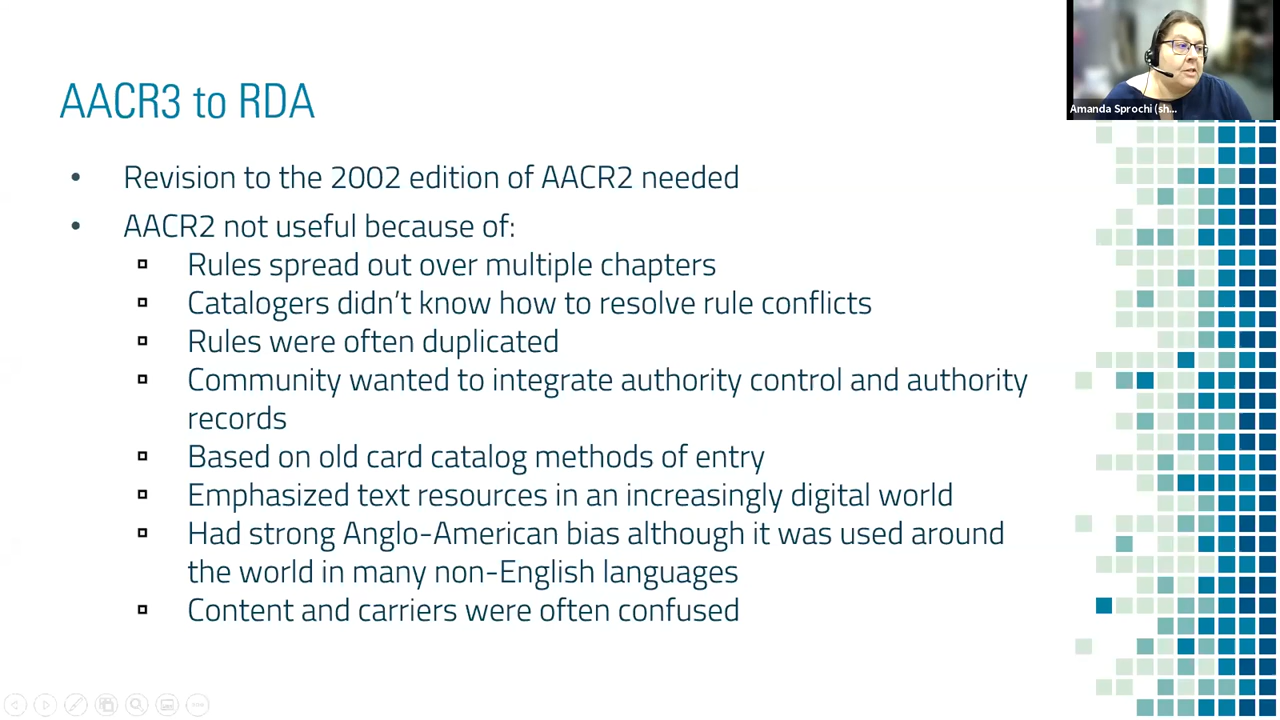 AACR3 to RDA
Revision to the 2002 edition of AACR2 needed
AACR2 not useful because of:
Rules spread out over multiple chapters
Catalogers didn't know how to resolve rule conflicts
Rules were often duplicated
Community wanted to integrate authority control and authority
records
Based on old card catalog methods of entry
Emphasized text resources in an increasingly digital world
Had strong Anglo-American bias although it was used around
the world in many non-English languages
Content and carriers were often confused
Amanda Sprochi (sh...